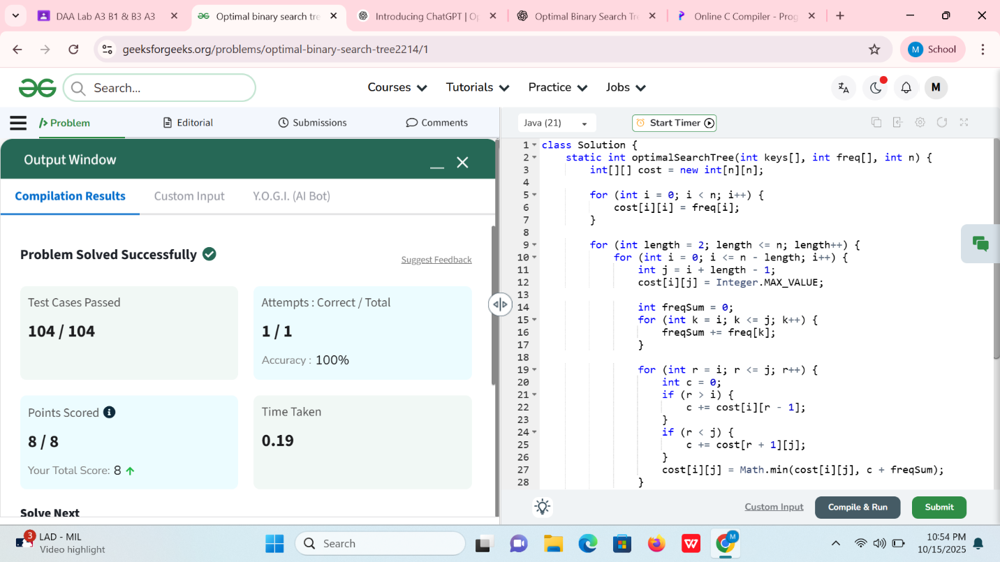 DAA Lab A3 B1 & B3 A3
Optimal binary search tre
Introducing ChatGPT | Op
Optimal Binary Search Tre
Online C Compiler - Prog
geeksforgeeks.org/problems/optimal-binary-search-tree2214/1
M School
Search...
Courses
Tutorials
Practice
Jobs
M
Problem
Editorial
Submissions
Comments
Java (21)
Start Timer
Output Window
Compilation Results
Custom Input
Y.O.G.I. (AI Bot)
Problem Solved Successfully
Suggest Feedback
Test Cases Passed
104 / 104
Attempts : Correct / Total
1 / 1
Accuracy : 100%
Points Scored
8 / 8
Your Total Score: 8
Time Taken
0.19
Solve Next
1 class Solution {
2 static int optimalSearchTree(int keys[], int freq[], int n) {
3 int[][] cost = new int[n][n];
4
5 for (int i = 0; i < n; i++) {
6 cost[i][i] = freq[i];
7 }
8
9 for (int length = 2; length <= n; length++) {
10 for (int i = 0; i <= n - length; i++) {
11 int j = i + length - 1;
12 cost[i][j] = Integer.MAX_VALUE;
13
14 int freqSum = 0;
15 for (int k = i; k <= j; k++) {
16 freqSum += freq[k];
17 }
18
19 for (int r = i; r <= j; r++) {
20 int c = 0;
21 if (r > i) {
22 c += cost[i][r - 1];
23 }
24 if (r < j) {
25 c += cost[r + 1][j];
26 }
27 cost[i][j] = Math.min(cost[i][j], c + freqSum);
28 }
Custom Input
Compile & Run
Submit
3
LAD - MIL
Video highlight
Search
M
10:54 PM
10/15/2025